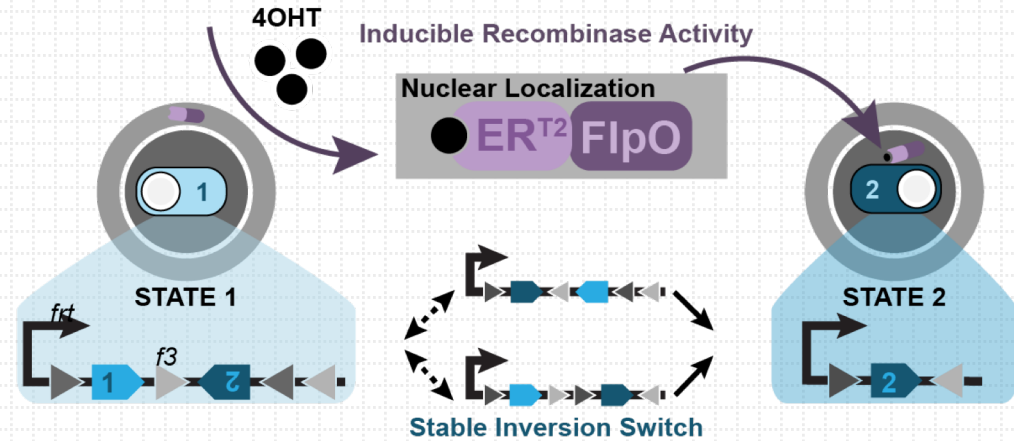 4OHT
Inducible Recombinase Activity
Nuclear Localization
ERT2 FlpO
1
2
STATE 1
STATE 2
frt
f3
1
2
2
Stable Inversion Switch